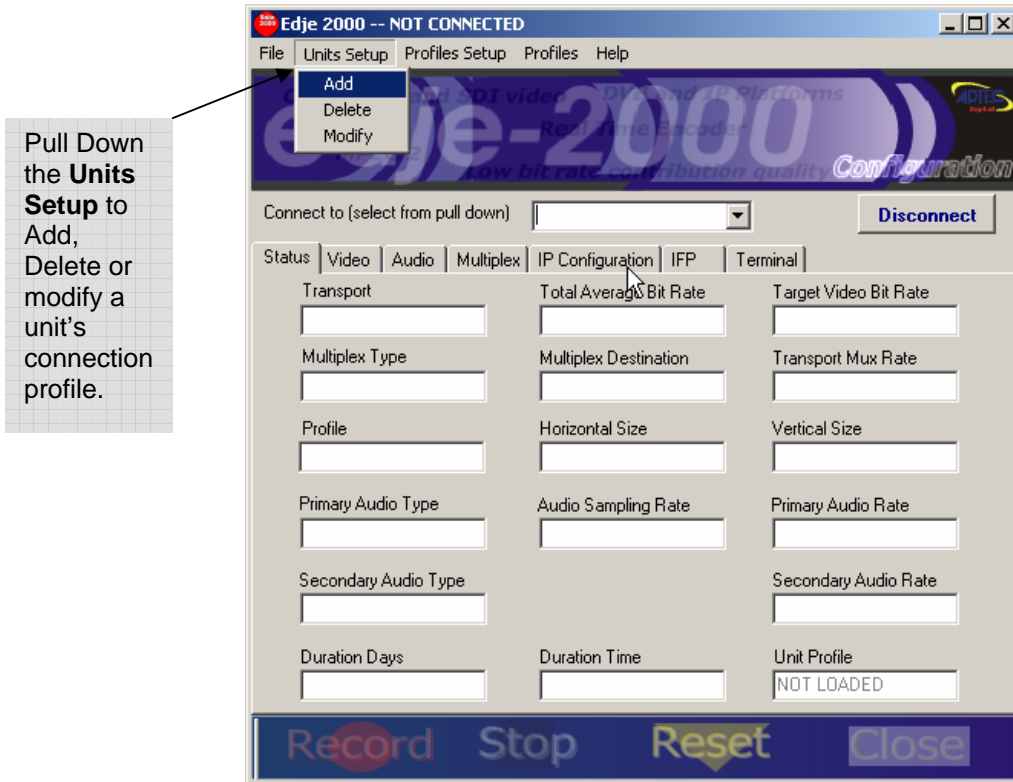 Edje 2000 -- NOT CONNECTED
File Units Setup Profiles Setup Profiles Help
Add
Delete
Modify
and SDI video DVB and IP Platforms
Real Time Encoder
edje-2000
Low bit rate contribution quality
Configuration
ADTEC
Digital
Pull Down
the Units
Setup to
Add,
Delete or
modify a
unit's
connection
profile.
Connect to (select from pull down)
Disconnect
Status Video Audio Multiplex IP Configuration IFP Terminal
Transport Total Average Bit Rate Target Video Bit Rate
Multiplex Type Multiplex Destination Transport Mux Rate
Profile Horizontal Size Vertical Size
Primary Audio Type Audio Sampling Rate Primary Audio Rate
Secondary Audio Type Secondary Audio Rate
Duration Days Duration Time Unit Profile
NOT LOADED
Record Stop Reset Close